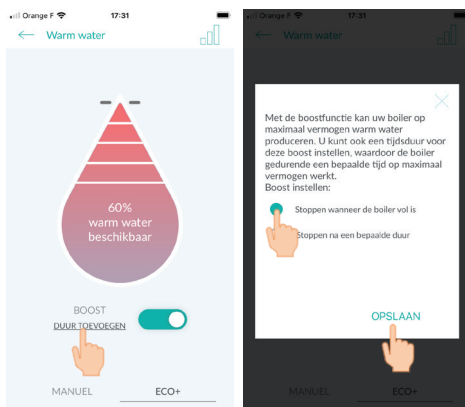 Orange F 17:31
Warm water
60%
warm water
beschikbaar
BOOST
DUUR TOEVOEGEN
MANUEL ECO+
Orange F 17:31
Warm water
Met de boostfunctie kan uw boiler op
maximaal vermogen warm water
produceren. U kunt ook een tijdsduur voor
deze boost instellen, waardoor de boiler
gedurende een bepaalde tijd op maximaal
vermogen werkt.
Boost instellen:
Stoppen wanneer de boiler vol is
Stoppen na een bepaalde duur
OPSLAAN
MANUEL ECO+